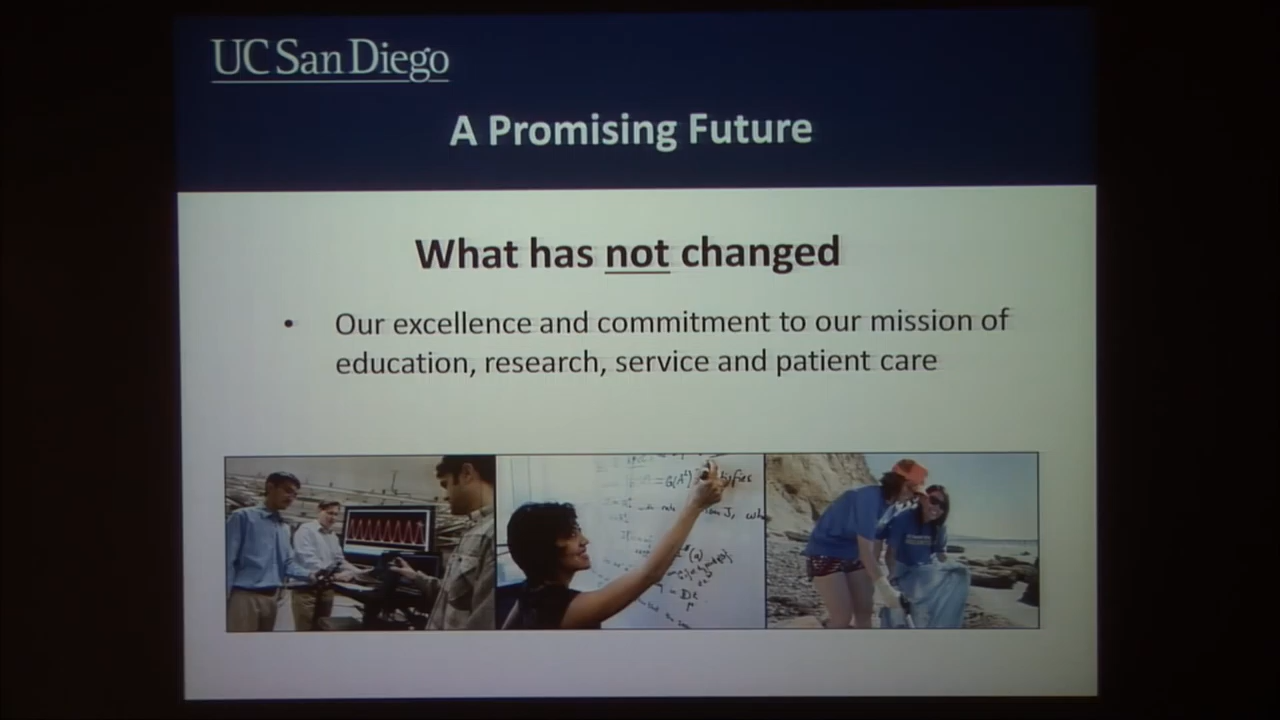 UC San Diego
A Promising Future
What has not changed
• Our excellence and commitment to our mission of
education, research, service and patient care